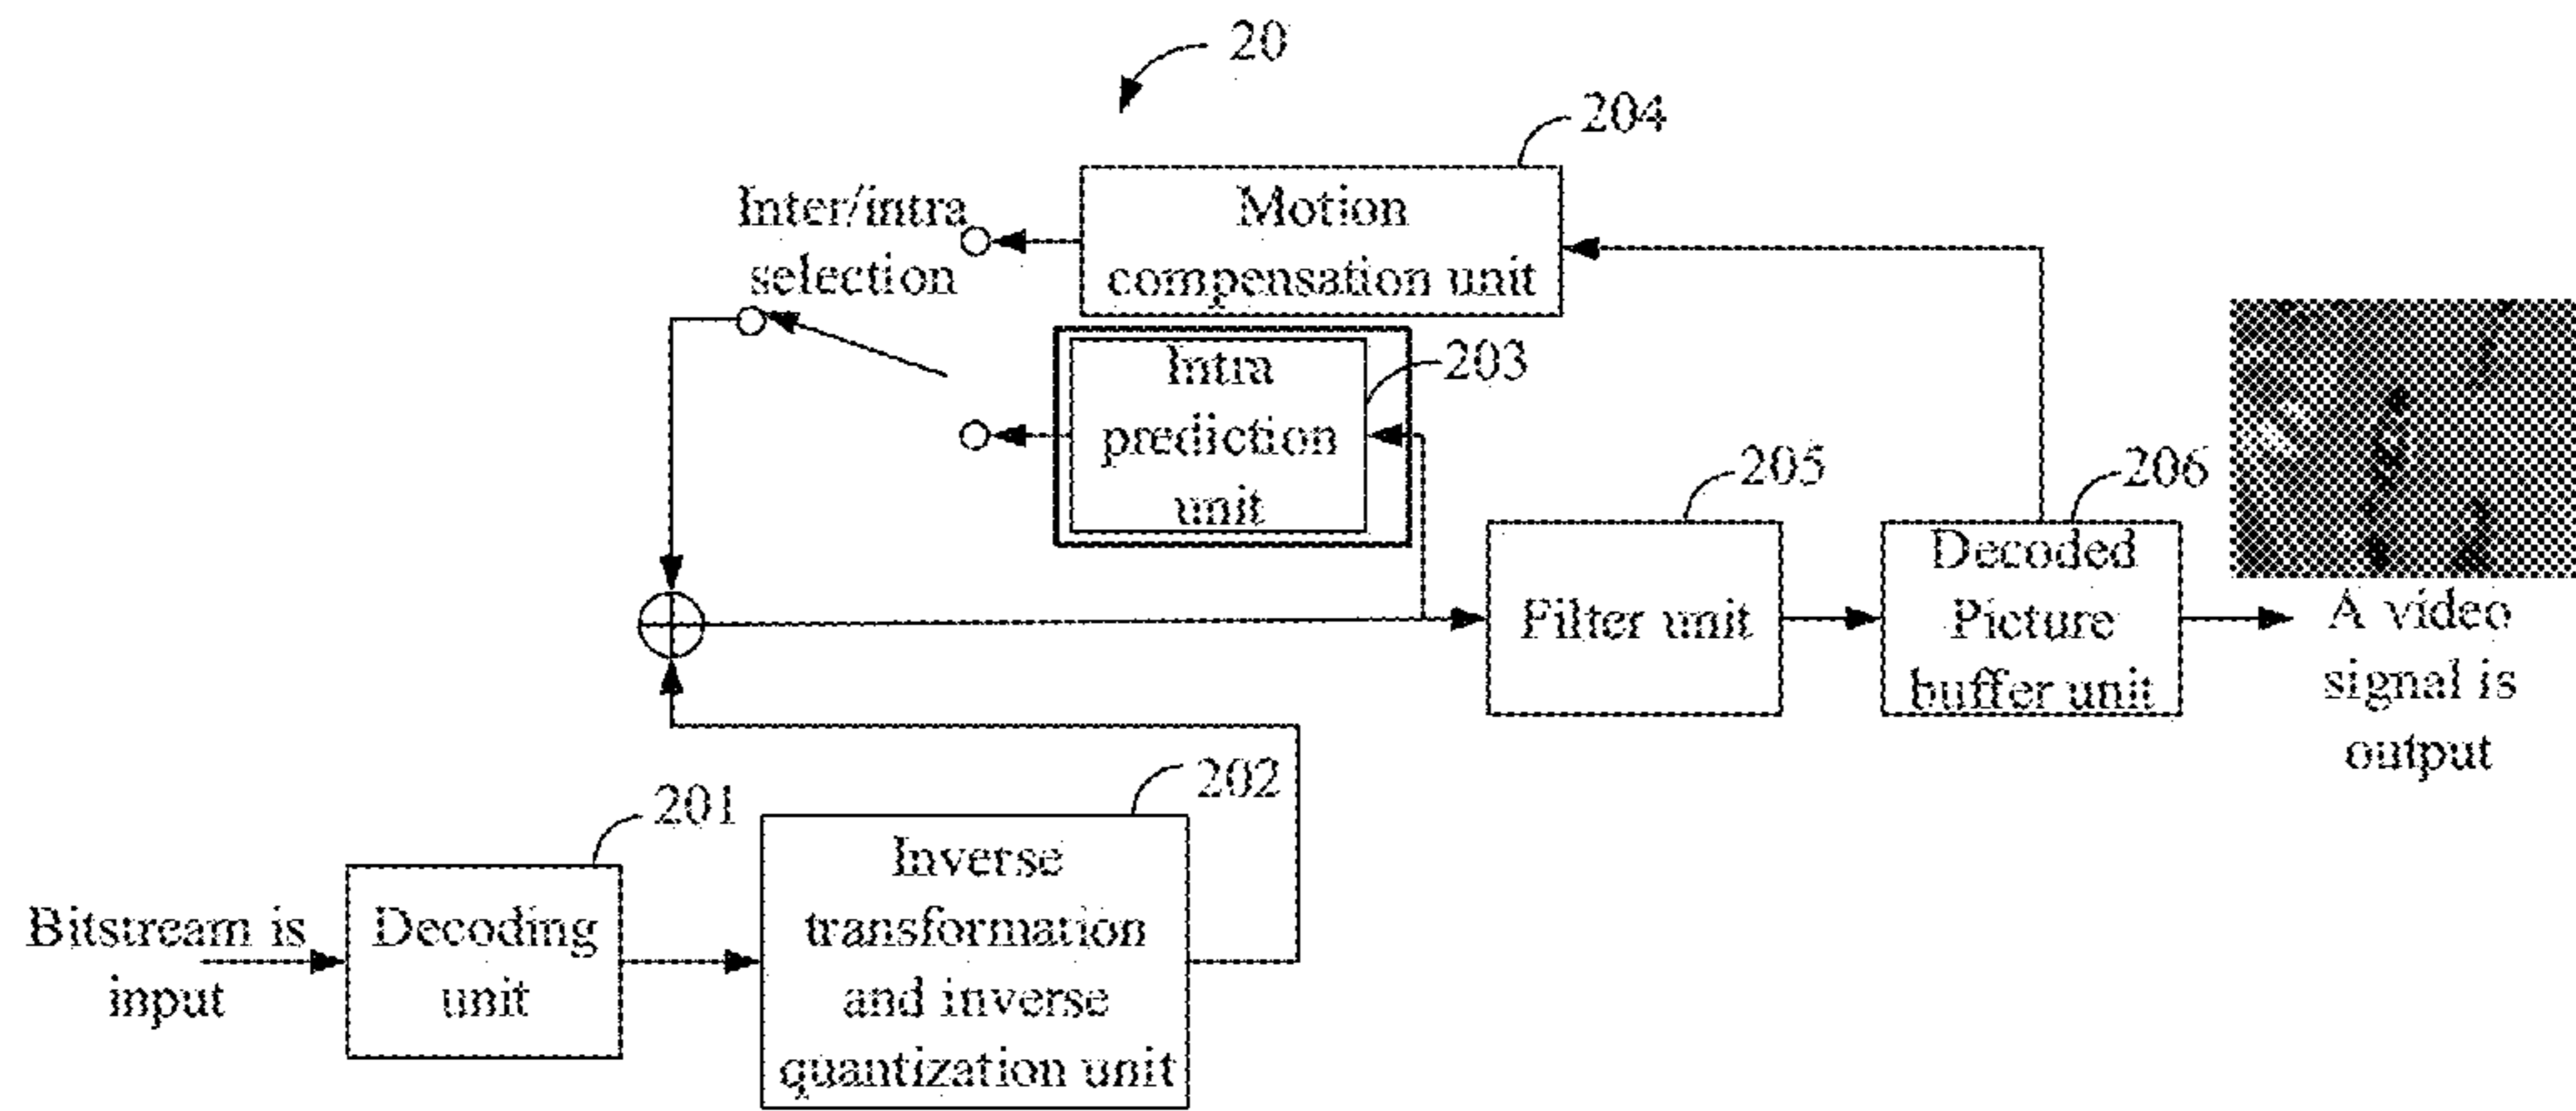 20
204
Inter/intra
selection
Motion
compensation unit
203
Intra
prediction
unit
205
Filter unit
206
Decoded
Picture
buffer unit
A video
signal is
output
201
Bitstream is
input
Decoding
unit
202
Inverse
transformation
and inverse
quantization unit